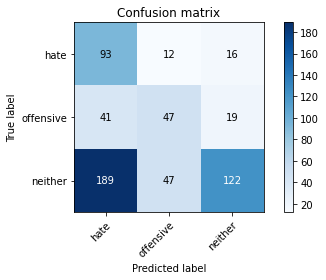 Confusion matrix
hate 93 12 16
offensive 41 47 19
neither 189 47 122
hate offensive neither
True label
Predicted label
180
160
140
120
100
80
60
40
20